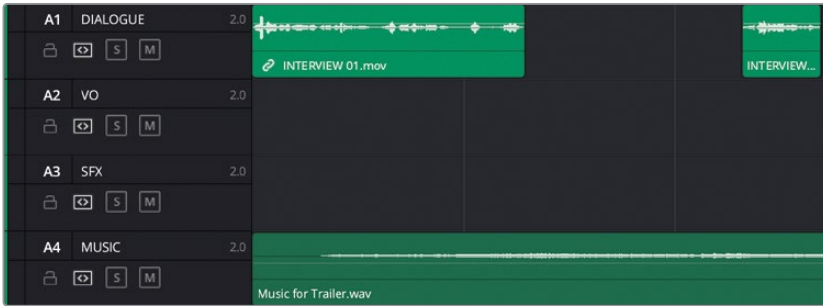 A1 DIALOGUE 2.0
S M
INTERVIEW 01.mov INTERVIEW...
A2 VO 2.0
S M
A3 SFX 2.0
S M
A4 MUSIC 2.0
S M
Music for Trailer.wav